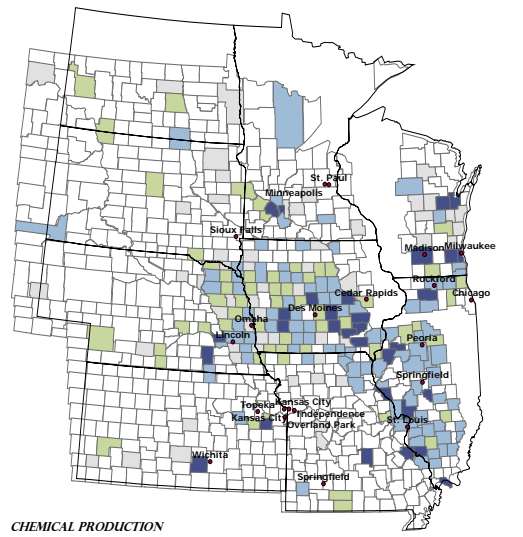 St. Paul
Minneapolis
Sioux Falls
Madison
Milwaukee
Rockford
Chicago
Cedar Rapids
Des Moines
Omaha
Lincoln
Peoria
Springfield
Topeka
Kansas City
Kansas City
Independence
Overland Park
St. Louis
Wichita
Springfield
CHEMICAL PRODUCTION